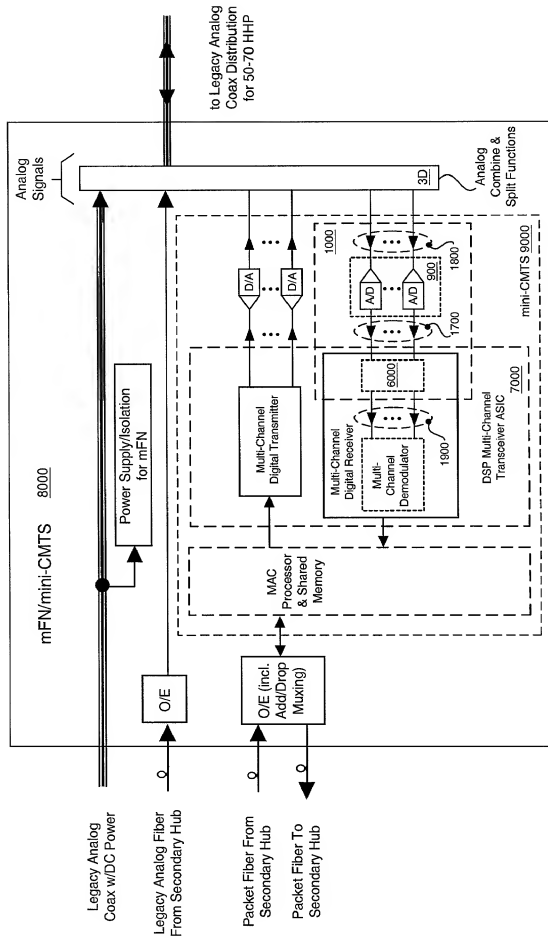 mFN/mini-CMTS 8000
Analog
Signals
to Legacy Analog
Coax Distribution
for 50-70 HHP
Legacy Analog
Coax w/DC Power
Power Supply/Isolation
for mFN
Legacy Analog Fiber
From Secondary Hub
O/E
3D
Analog
Combine &
Split Functions
Packet Fiber From
Secondary Hub
Packet Fiber To
Secondary Hub
O/E (incl.
Add/Drop
Muxing)
MAC
Processor
& Shared
Memory
Multi-Channel
Digital Transmitter
D/A
D/A
1000
1800
900
A/D
A/D
1700
6000
Multi-Channel
Digital Receiver
Multi-
Channel
Demodulator
1900
7000
DSP Multi-Channel
Transceiver ASIC
mini-CMTS 9000